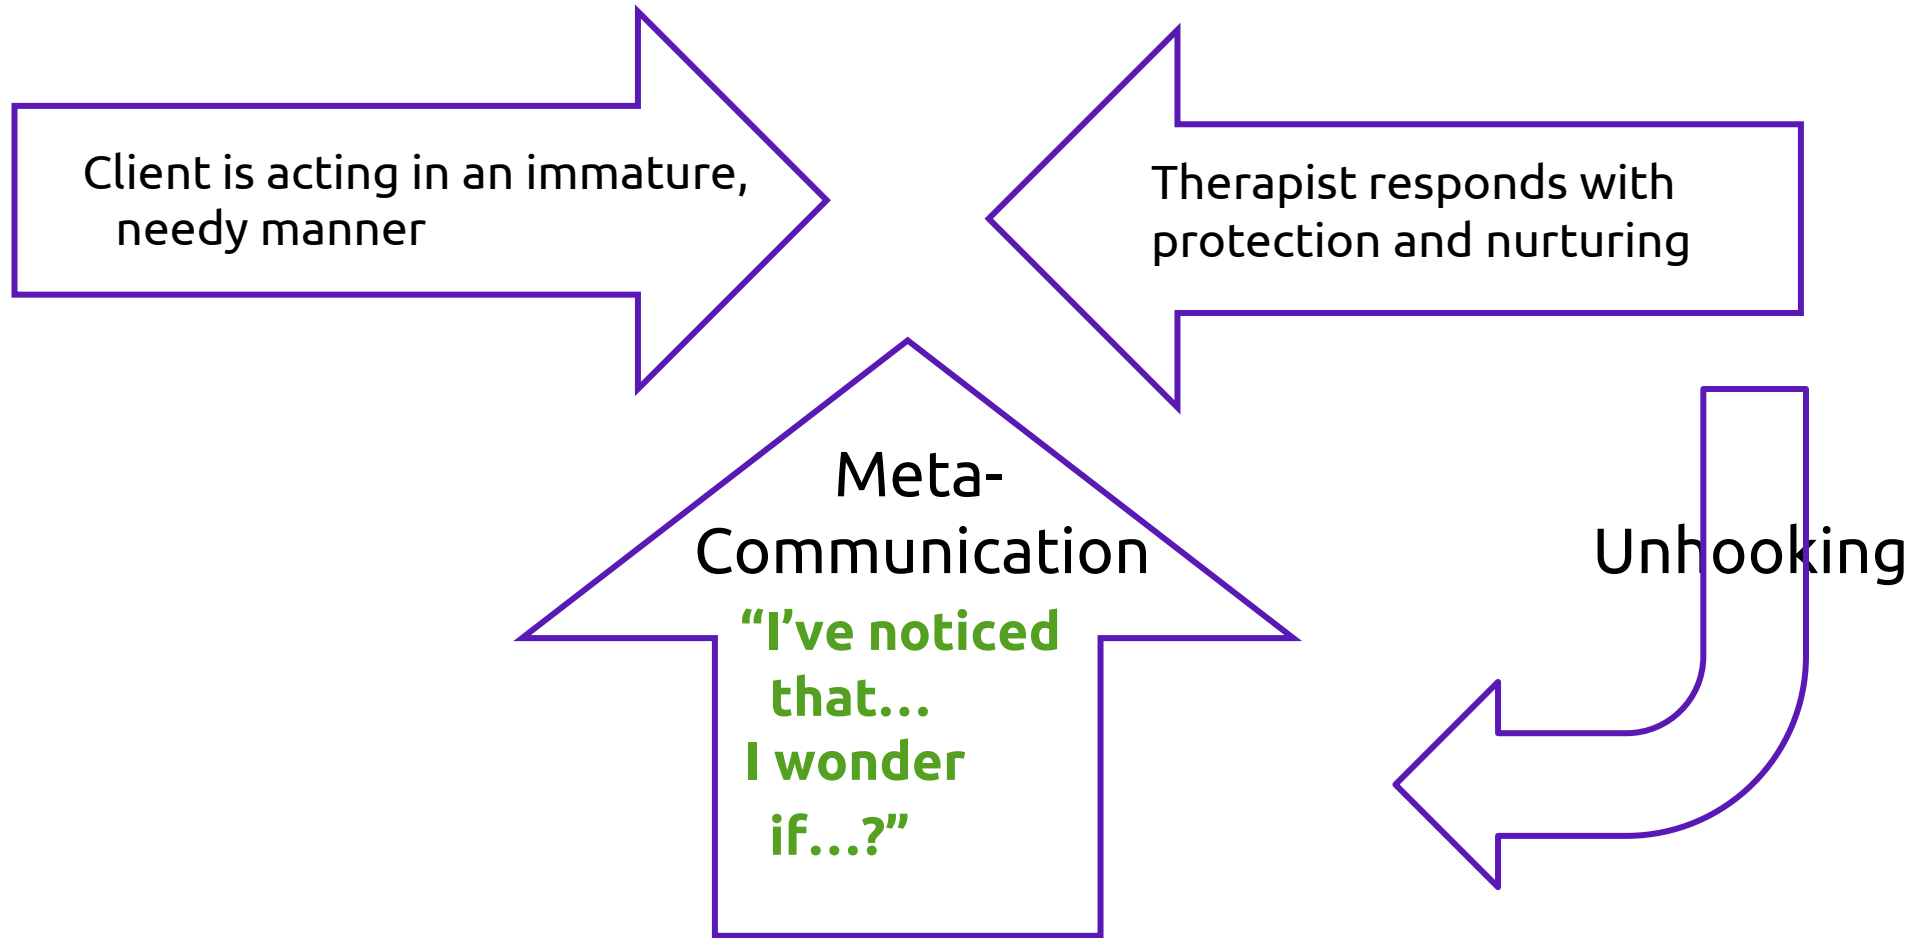 Client is acting in an immature,
needy manner
Therapist responds with
protection and nurturing
Meta-
Communication
“I’ve noticed
that…
I wonder
if…?”
Unhooking